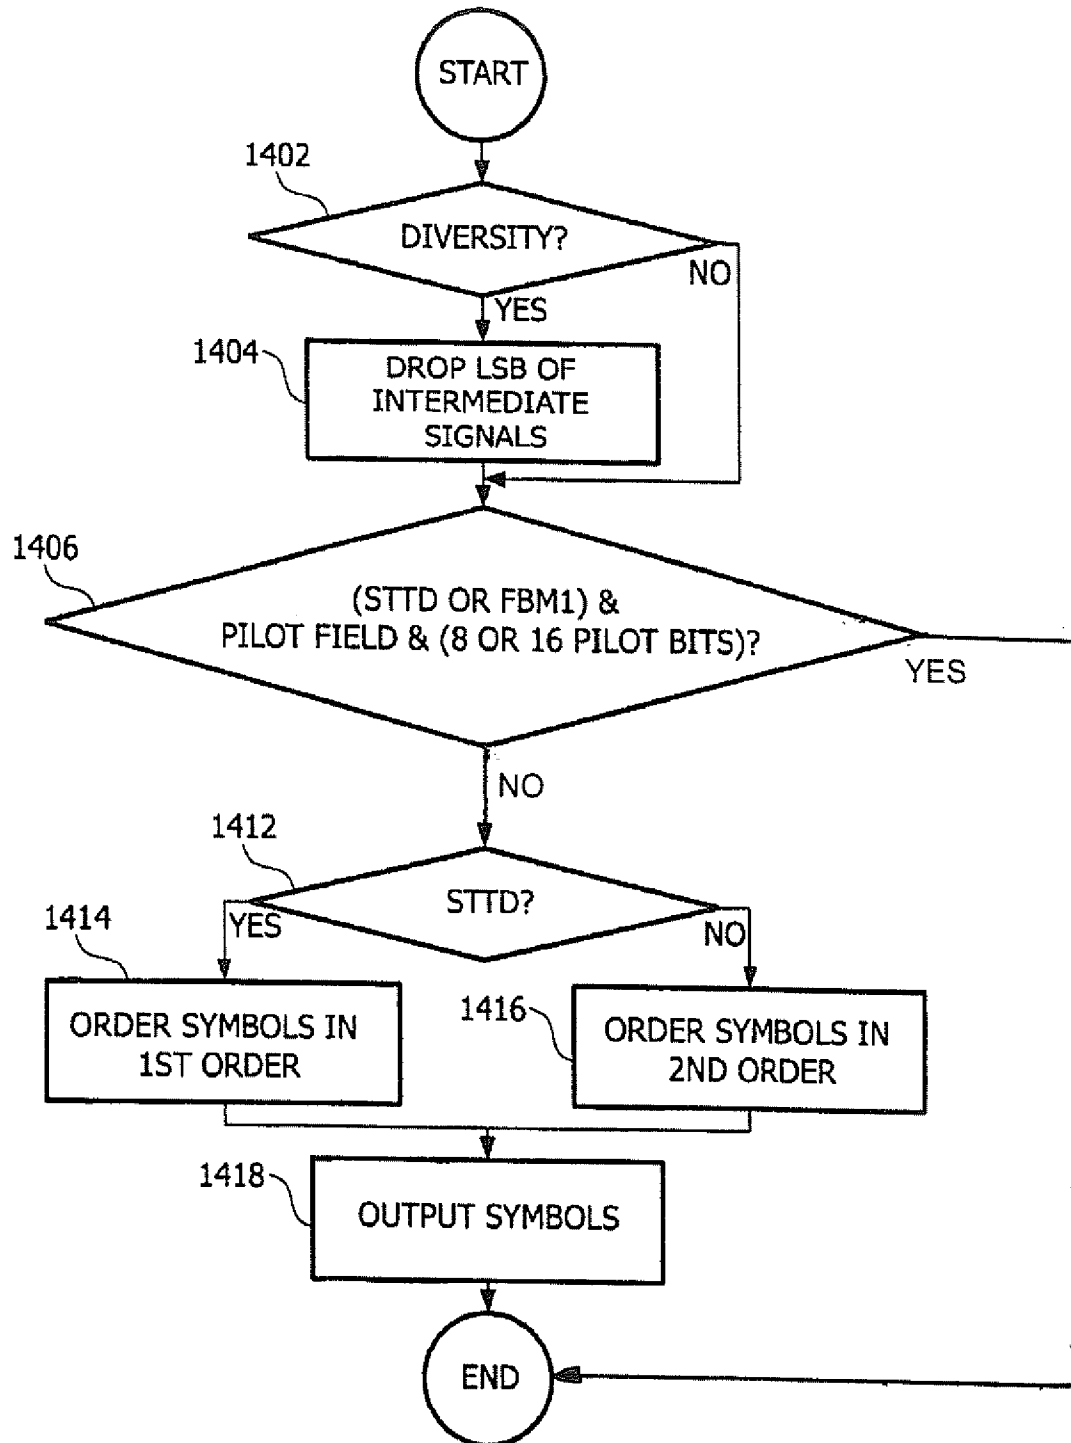 START
1402
DIVERSITY?
NO
YES
1404
DROP LSB OF
INTERMEDIATE
SIGNALS
1406
(STTD OR FBM1) &
PILOT FIELD & (8 OR 16 PILOT BITS)?
YES
NO
1412
STTD?
YES
NO
1414
ORDER SYMBOLS IN
1ST ORDER
1416
ORDER SYMBOLS IN
2ND ORDER
1418
OUTPUT SYMBOLS
END